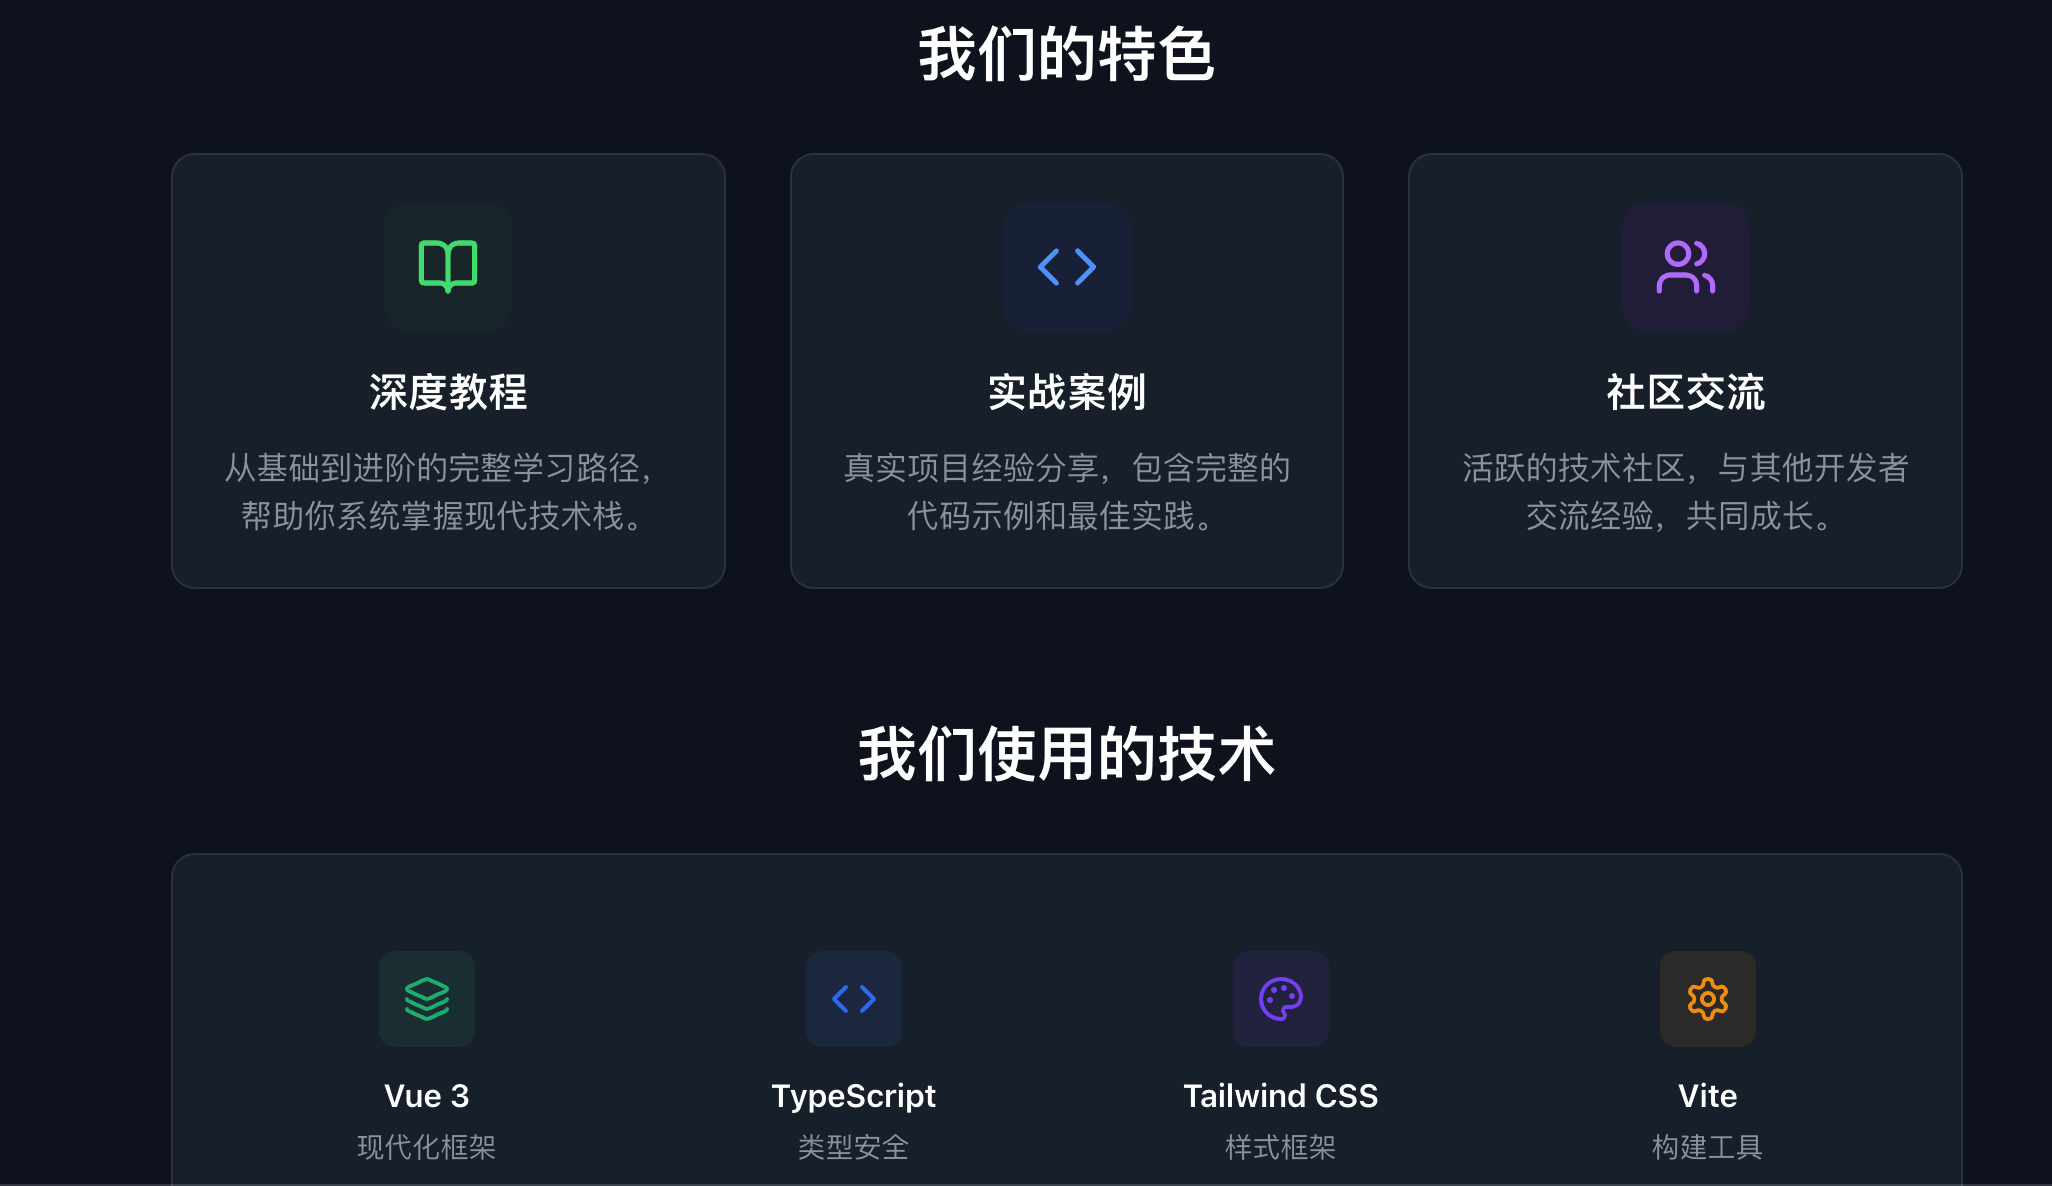 我们的特色
深度教程
从基础到进阶的完整学习路径，
帮助你系统掌握现代技术栈。
实战案例
真实项目经验分享，包含完整的
代码示例和最佳实践。
社区交流
活跃的技术社区，与其他开发者
交流经验，共同成长。
我们使用的技术
Vue 3
现代化框架
TypeScript
类型安全
Tailwind CSS
样式框架
Vite
构建工具